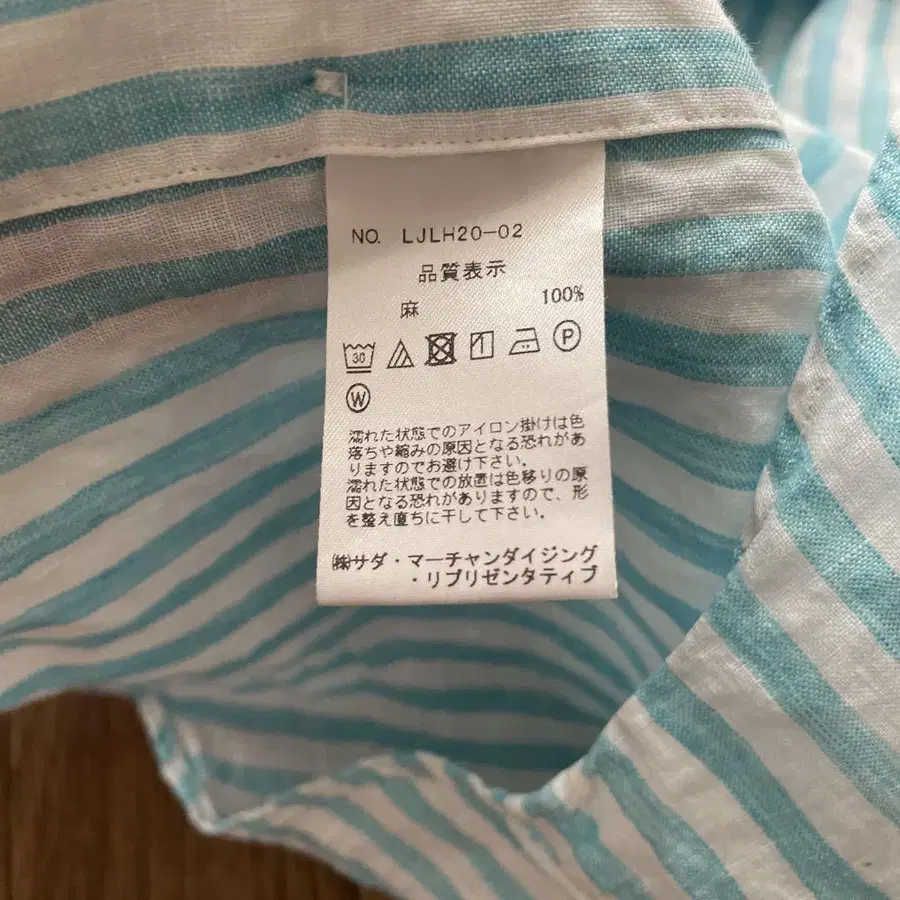 NO. LJLH20-02
品質表示
麻 100%
30 P
W
濡れた状態でのアイロン掛けは色
落ちや縮みの原因となる恐れがあ
りますのでお避け下さい。
濡れた状態での放置は色移りの原
因となる恐れがありますので、形
を整え直ちに干して下さい。
㈱サダ・マーチャンダイジング
・リプリゼンタティブ